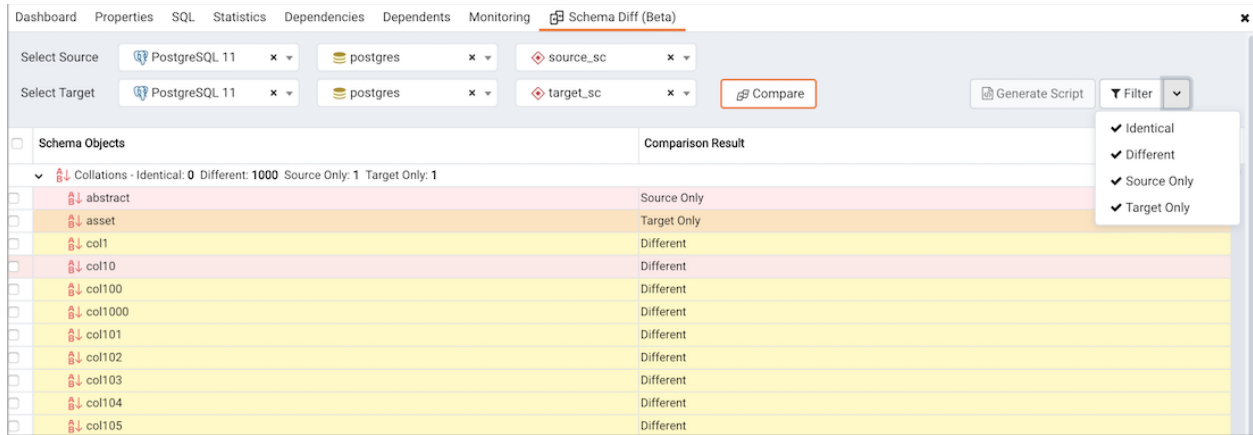 Dashboard Properties SQL Statistics Dependencies Dependents Monitoring Schema Diff (Beta)
Select Source PostgreSQL 11 postgres source_sc
Select Target PostgreSQL 11 postgres target_sc Compare Generate Script Filter
Identical
Different
Source Only
Target Only
Schema Objects Comparison Result
Collations - Identical: 0 Different: 1000 Source Only: 1 Target Only: 1
abstract Source Only
asset Target Only
col1 Different
col10 Different
col100 Different
col1000 Different
col101 Different
col102 Different
col103 Different
col104 Different
col105 Different